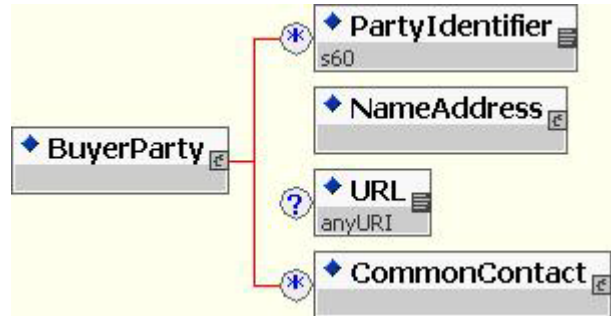 PartyIdentifier
s60
NameAddress
BuyerParty
?
URL
anyURI
*
CommonContact
*